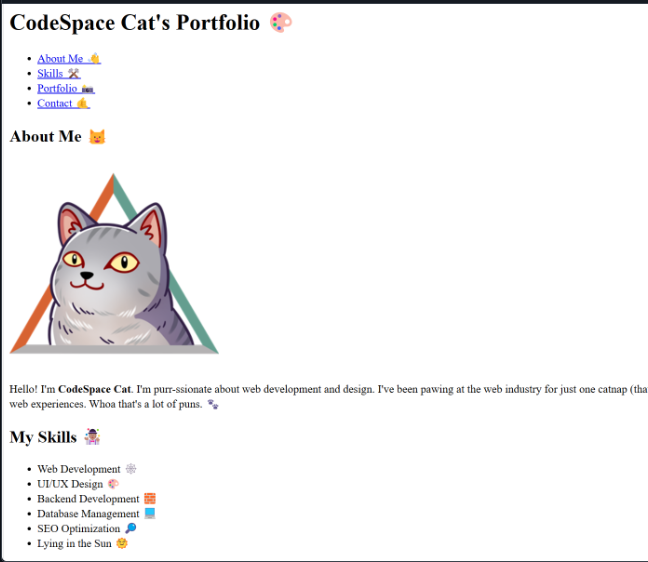 CodeSpace Cat's Portfolio 🎨
About Me 👋
Skills 🛠️
Portfolio 📸
Contact 👍
About Me 🐱
Hello! I'm CodeSpace Cat. I'm purr-ssionate about web development and design. I've been pawing at the web industry for just one catnap (tha
web experiences. Whoa that's a lot of puns. 🐾
My Skills 🤹
Web Development 🕸️
UI/UX Design 🎨
Backend Development 🧱
Database Management 💻
SEO Optimization 🔎
Lying in the Sun 🌞